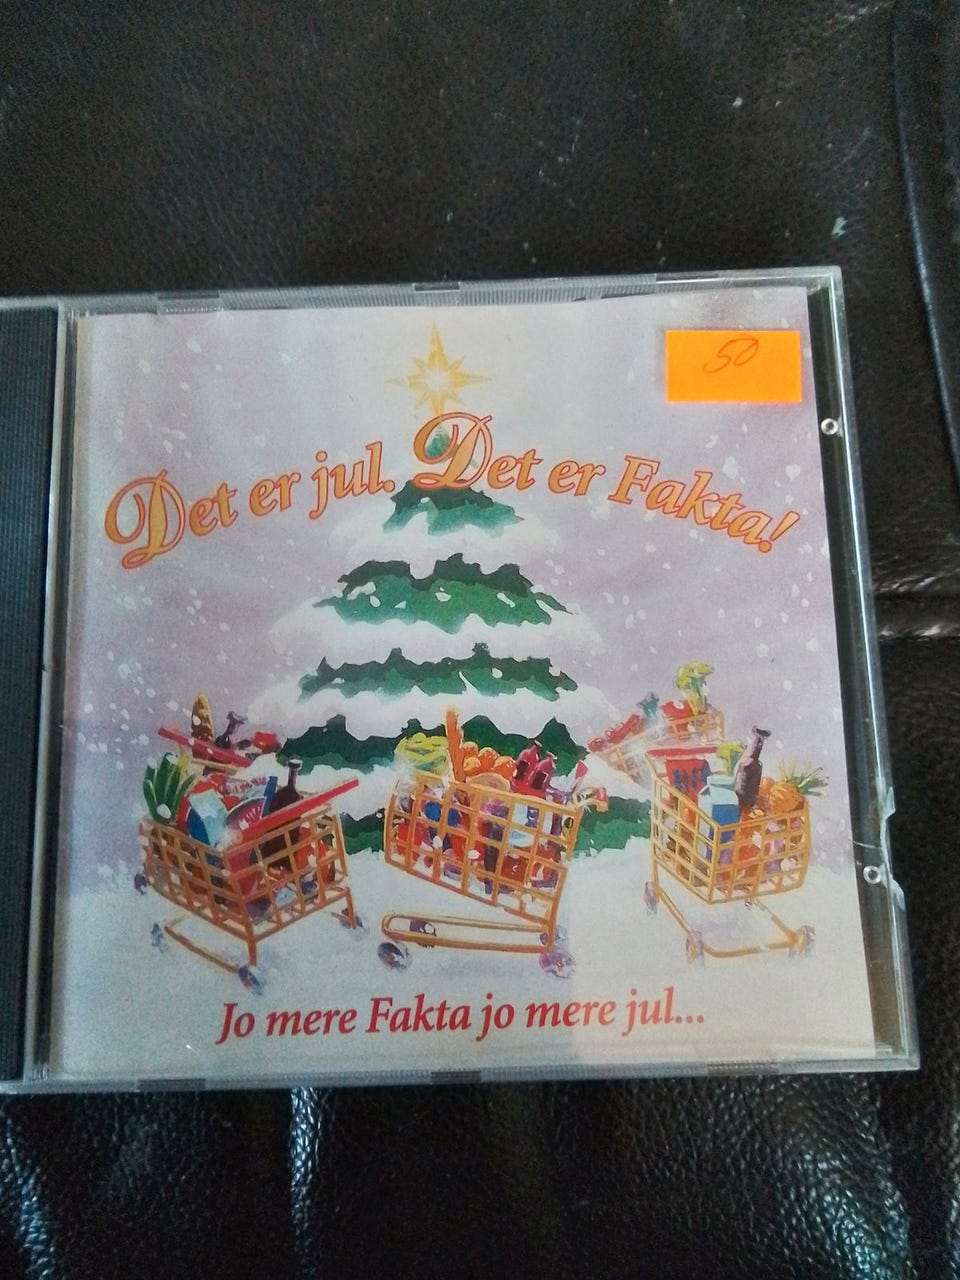 50
Det er jul. Det er Fakta!
Jo mere Fakta jo mere jul...